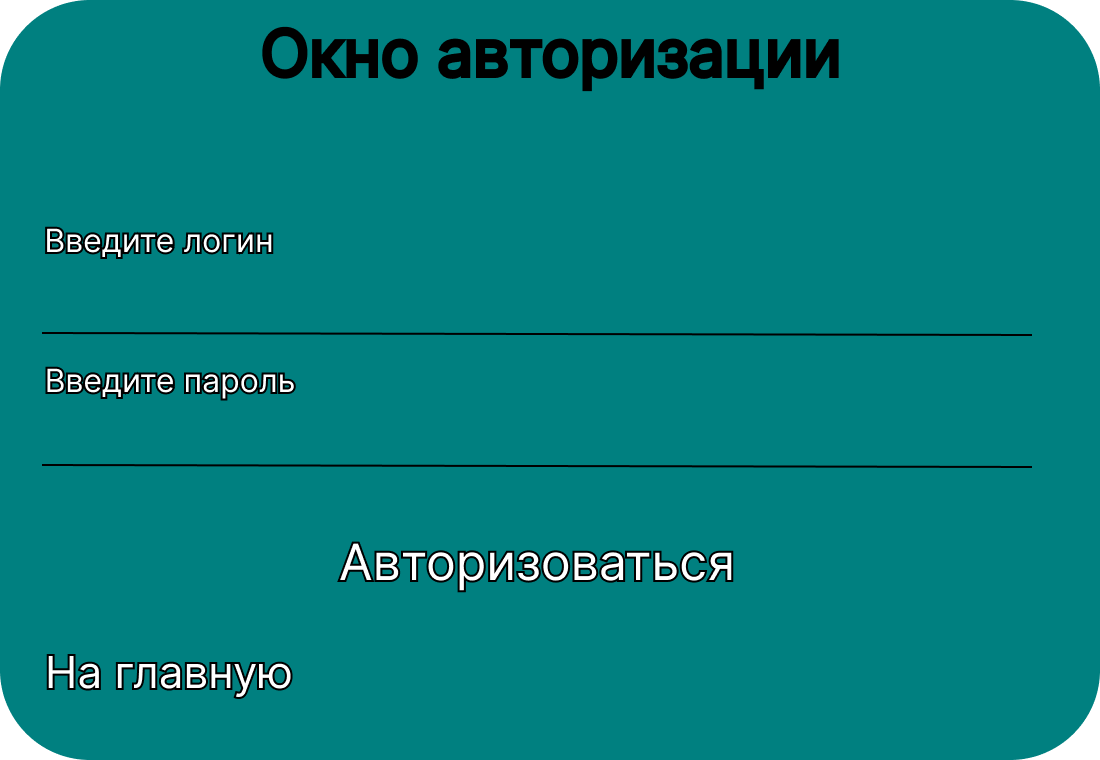 Окно авторизации
Введите логин
Введите пароль
Авторизоваться
На главную